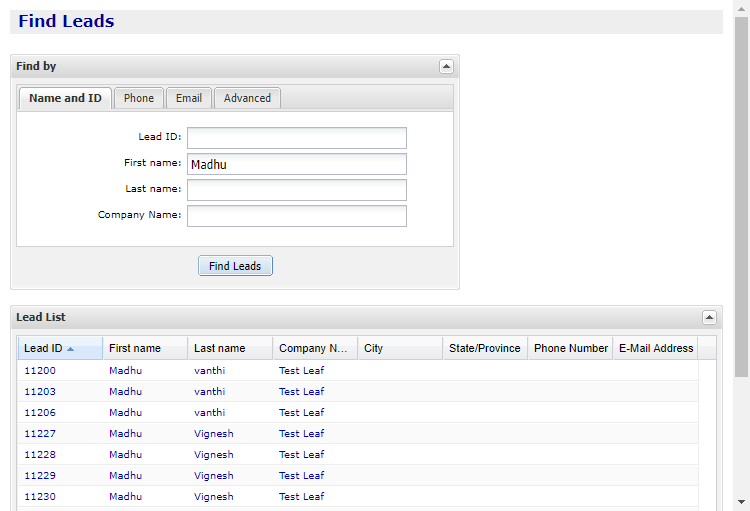 Find Leads
Find by
Name and ID Phone Email Advanced
Lead ID:
First name: Madhu
Last name:
Company Name:
Find Leads
Lead List
Lead ID First name Last name Company N... City State/Province Phone Number E-Mail Address
11200 Madhu vanthi Test Leaf
11203 Madhu vanthi Test Leaf
11206 Madhu vanthi Test Leaf
11227 Madhu Vignesh Test Leaf
11228 Madhu Vignesh Test Leaf
11229 Madhu Vignesh Test Leaf
11230 Madhu Vignesh Test Leaf